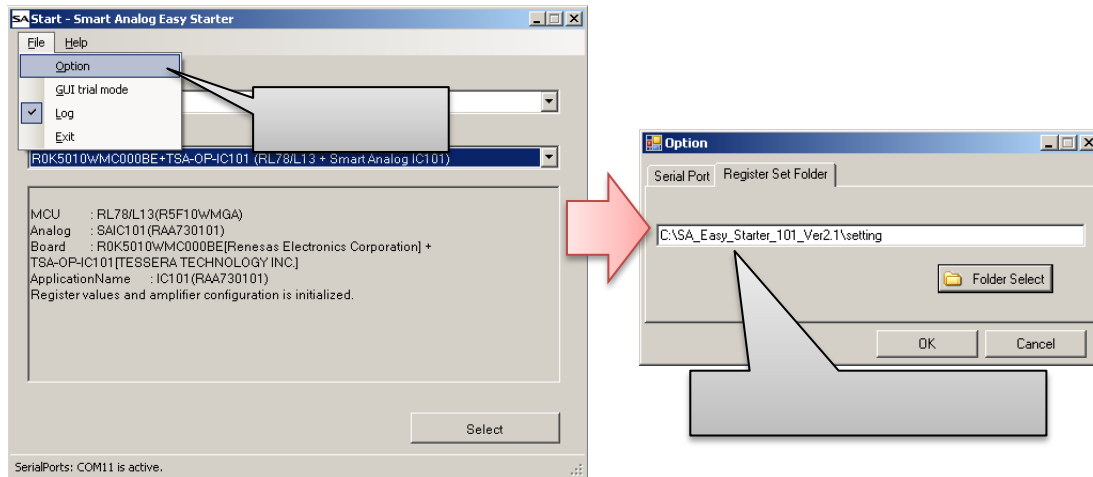 SA Start - Smart Analog Easy Starter
File Help
Option
GUI trial mode
Log
Exit
R0K5010WMC000BE+TSA-OP-IC101 (RL78/L13 + Smart Analog IC101)
MCU : RL78/L13(R5F10WMGA)
Analog : SAIC101(RAA730101)
Board : R0K5010WMC000BE[Renesas Electronics Corporation] +
TSA-OP-IC101[TESSERA TECHNOLOGY INC.]
ApplicationName : IC101(RAA730101)
Register values and amplifier configuration is initialized.
Select
SerialPorts: COM11 is active.
Option
Serial Port Register Set Folder
C:\SA_Easy_Starter_101_Ver2.1\setting
Folder Select
OK Cancel